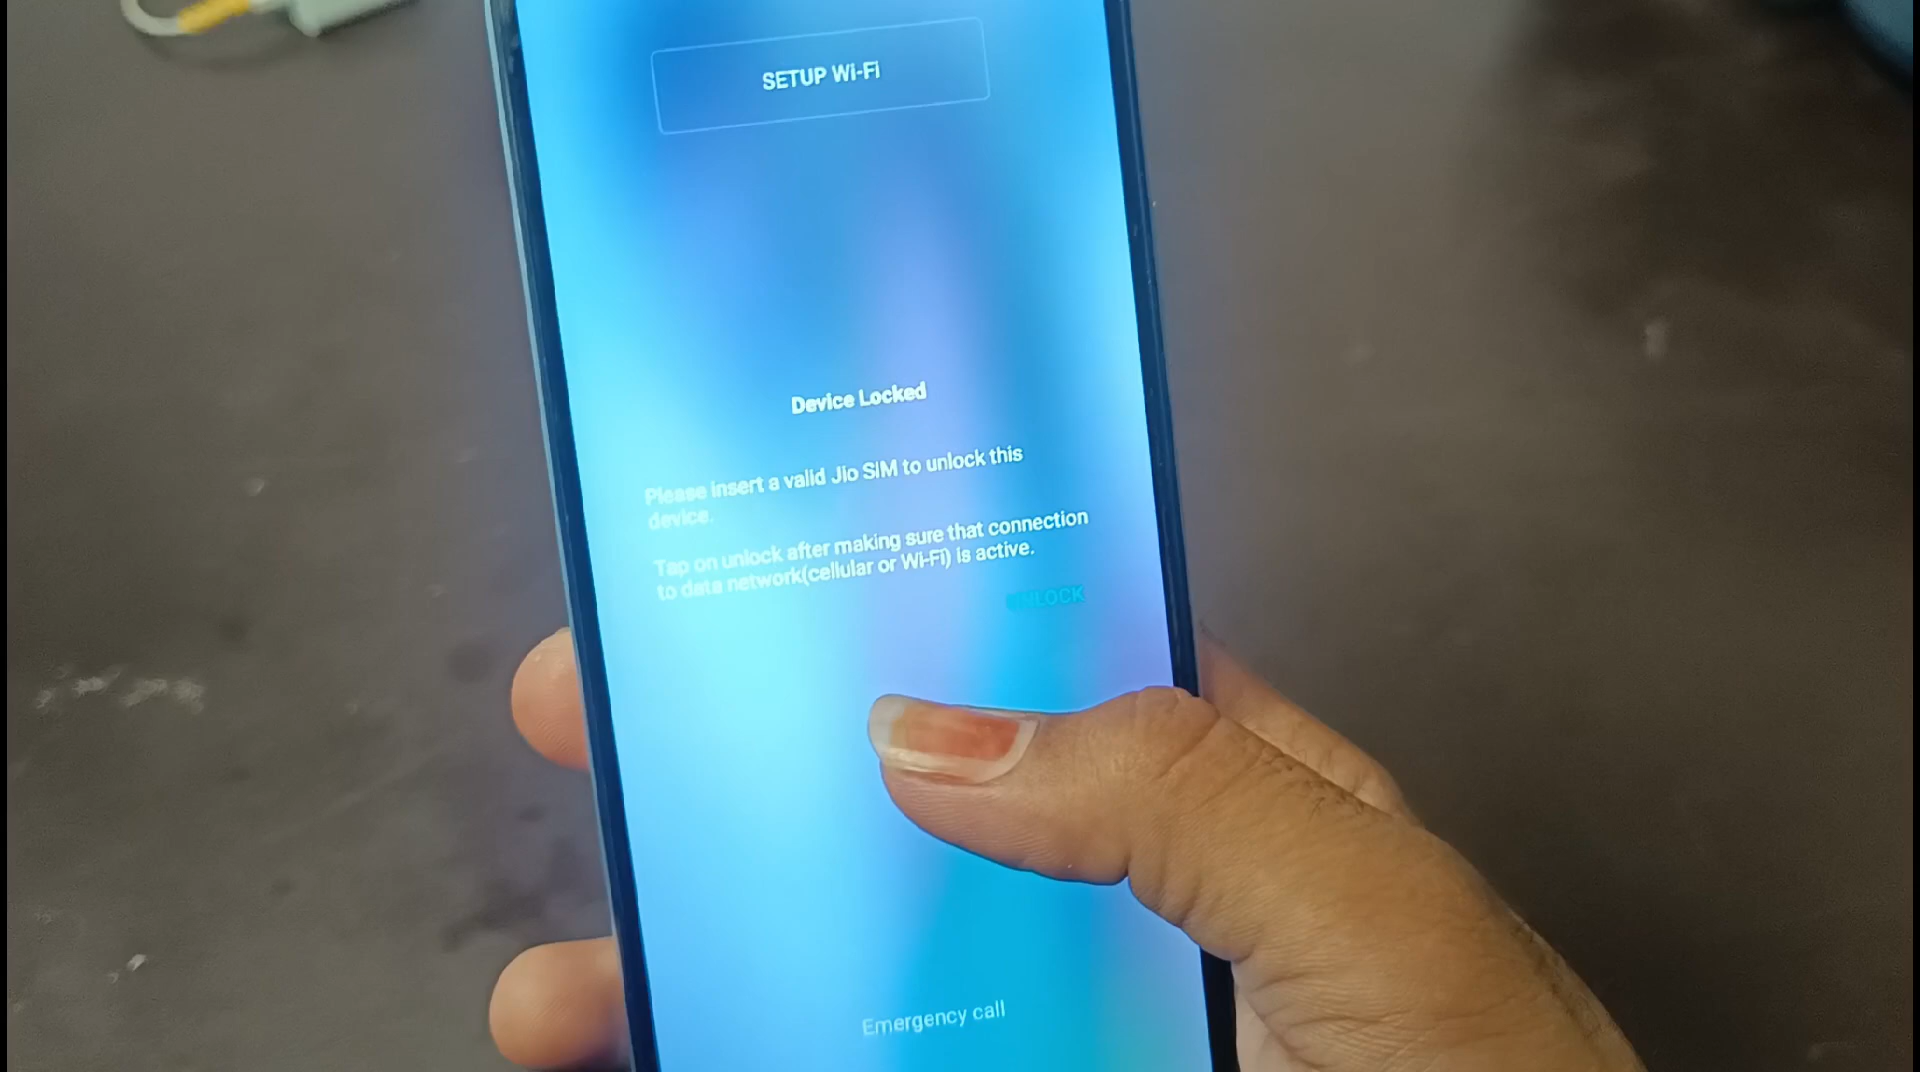 SETUP Wi-Fi
Device Locked
Please insert a valid Jio SIM to unlock this
device.
Tap on unlock after making sure that connection
to data network(cellular or Wi-Fi) is active.
UNLOCK
Emergency call